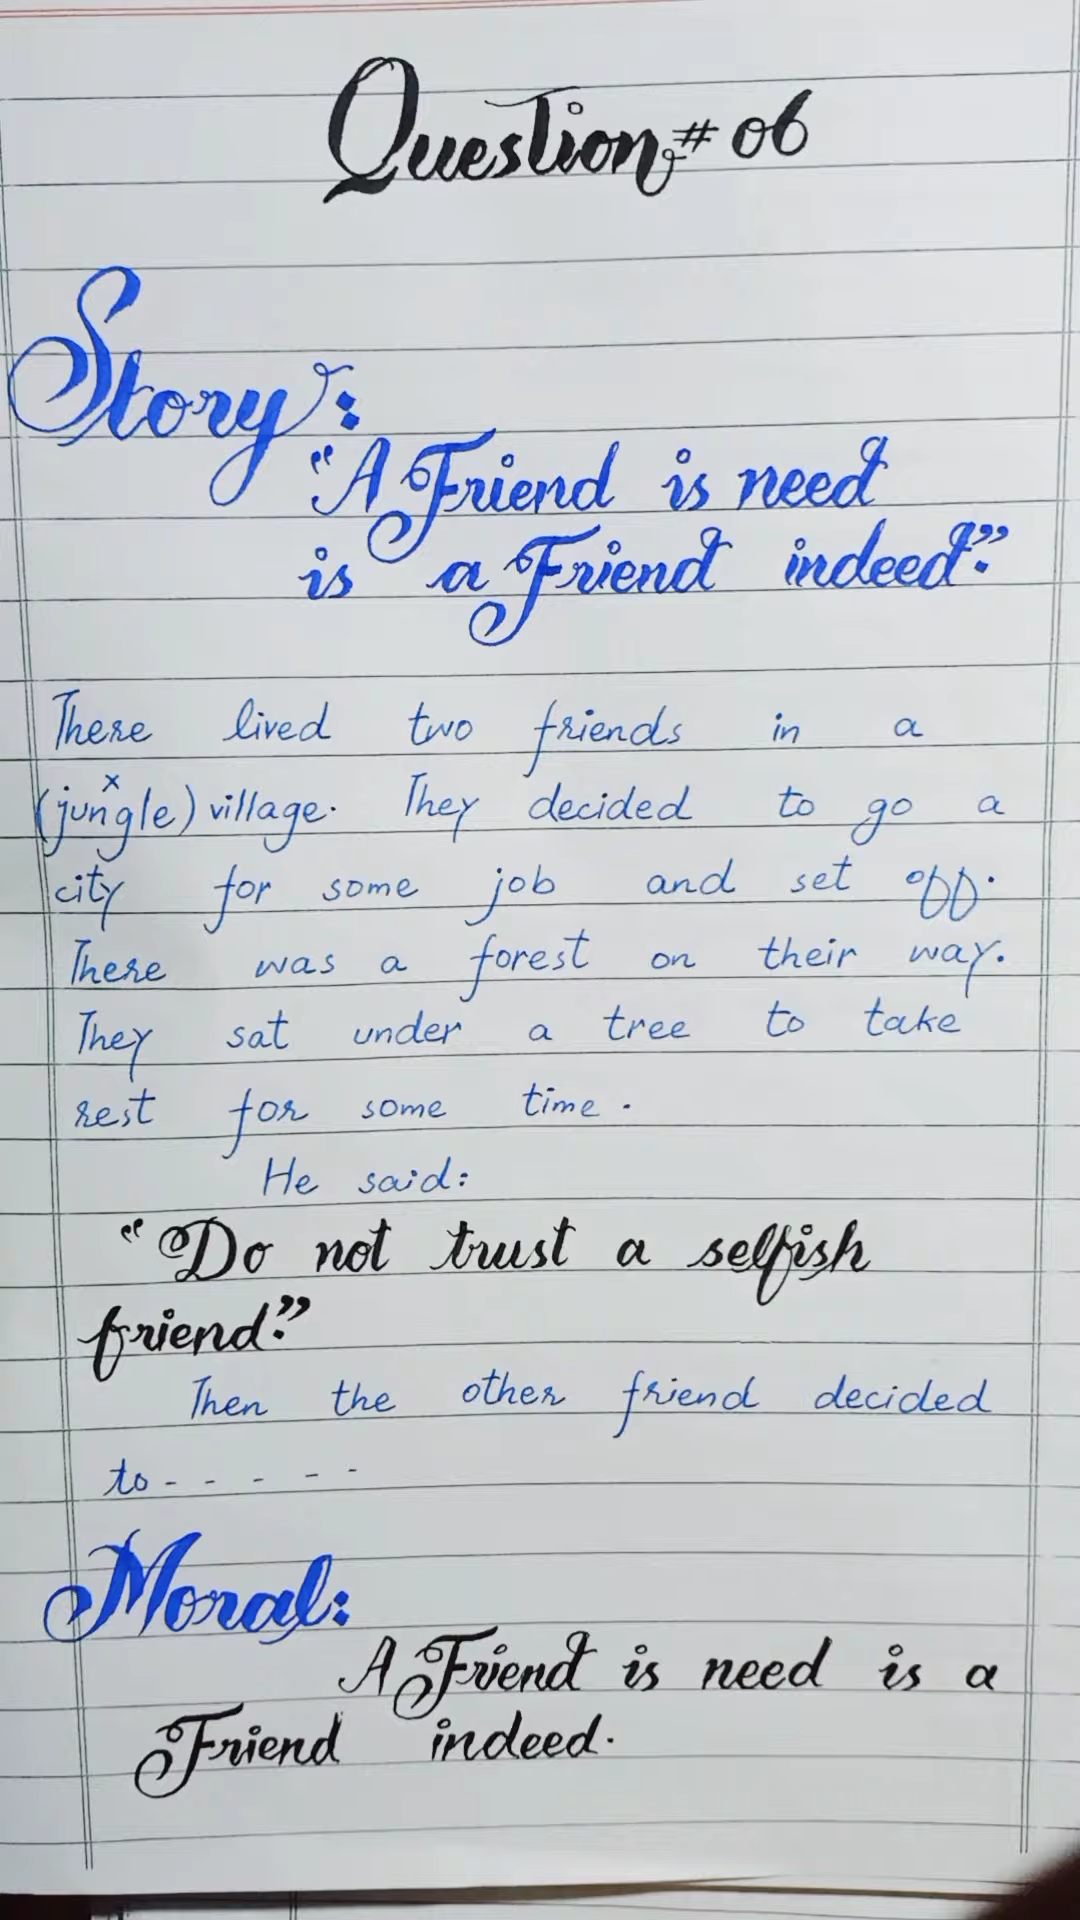 Question # 06
Story:
"A Friend is need
is a Friend indeed."
There lived two friends in a
(jungle) village. They decided to go a
city for some job and set off.
There was a forest on their way.
They sat under a tree to take
rest for some time.
He said:
"Do not trust a selfish
friend."
Then the other friend decided
to - - - - -
Moral:
A Friend is need is a
Friend indeed.